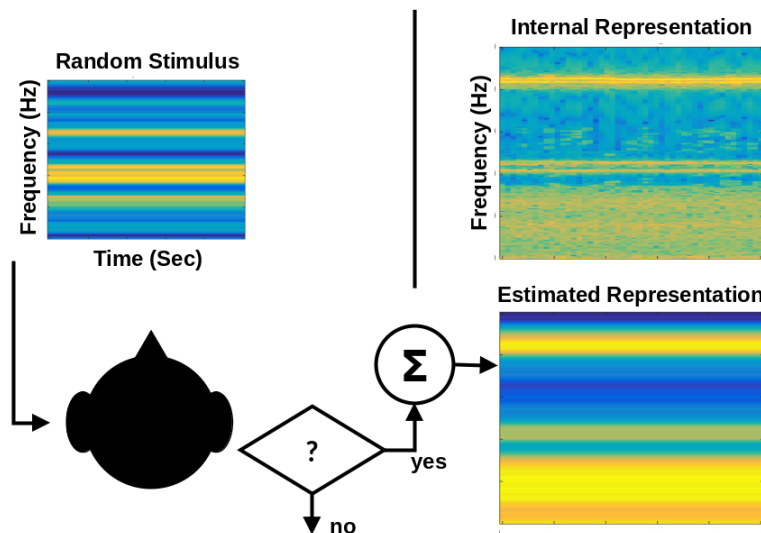 Random Stimulus
Frequency (Hz)
Time (Sec)
Internal Representation
Frequency (Hz)
Estimated Representation
Σ
?
yes
no